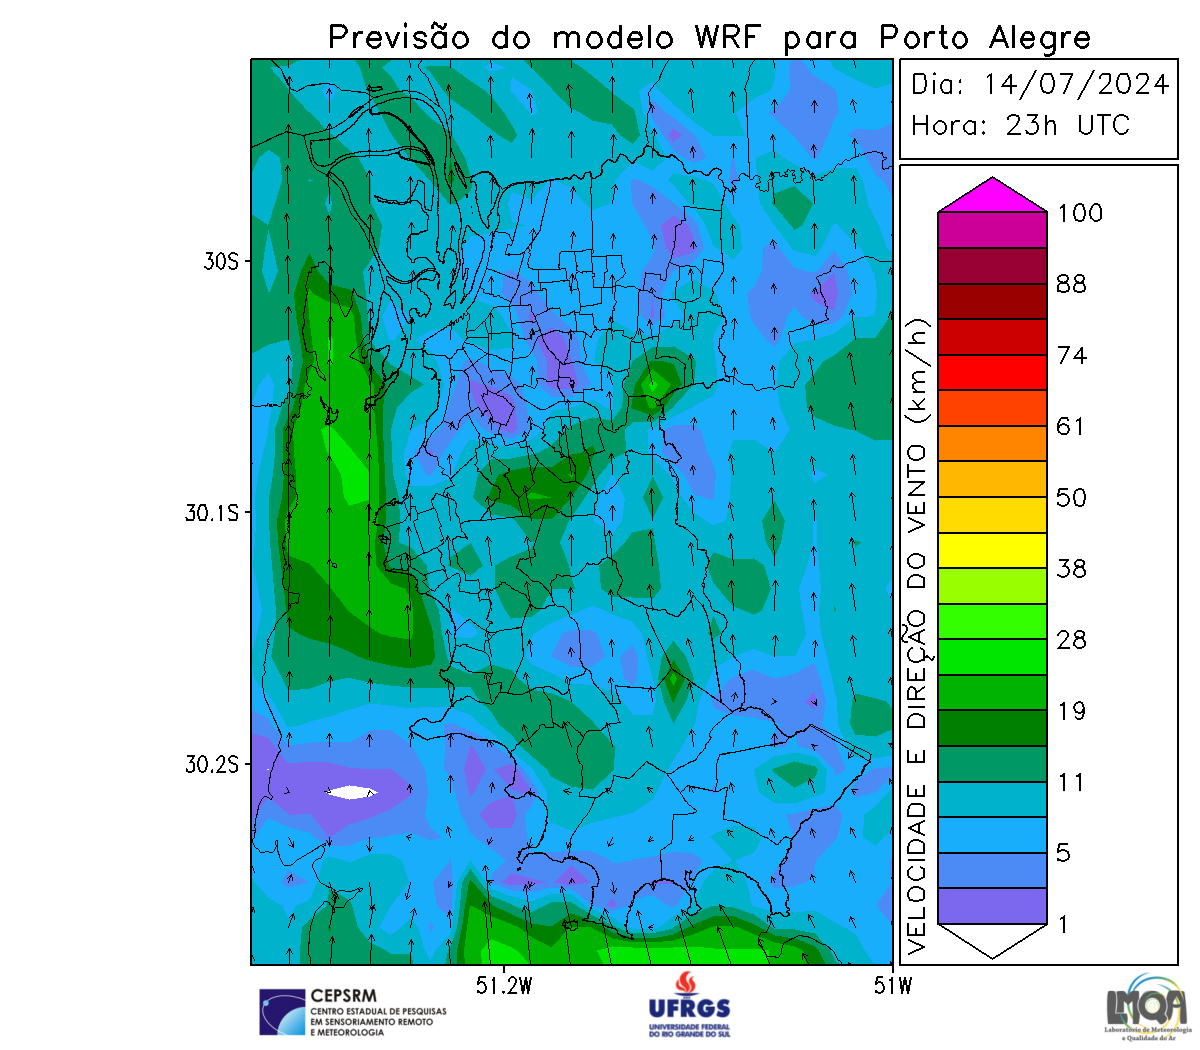 Previsão do modelo WRF para Porto Alegre
Dia: 14/07/2024
Hora: 23h UTC
30S
30.1S
30.2S
51.2W
51W
VELOCIDADE E DIREÇÃO DO VENTO (km/h)
100
88
74
61
50
38
28
19
11
5
1
CEPSRM
CENTRO ESTADUAL DE PESQUISAS
EM SENSORIAMENTO REMOTO
E METEOROLOGIA
UFRGS
UNIVERSIDADE FEDERAL
DO RIO GRANDE DO SUL
LMQA
Laboratório de Meteorologia
e Qualidade do Ar